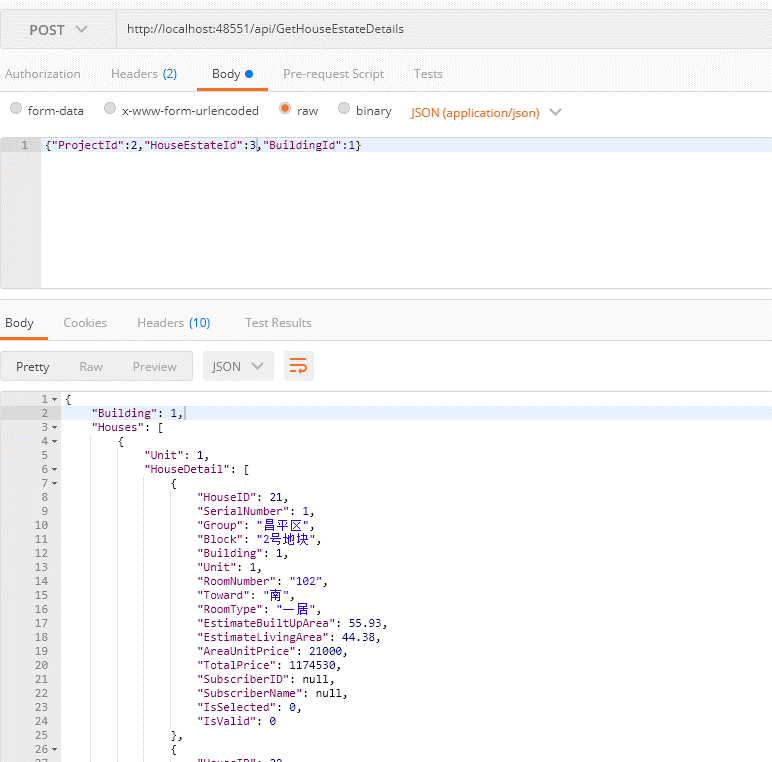 POST http://localhost:48551/api/GetHouseEstateDetails
Authorization Headers (2) Body Pre-request Script Tests
form-data x-www-form-urlencoded raw binary JSON (application/json)
1 {"ProjectId":2,"HouseEstateId":3,"BuildingId":1}
Body Cookies Headers (10) Test Results
Pretty Raw Preview JSON
1 {
2 "Building": 1,
3 "Houses": [
4 {
5 "Unit": 1,
6 "HouseDetail": [
7 {
8 "HouseID": 21,
9 "SerialNumber": 1,
10 "Group": "昌平区",
11 "Block": "2号地块",
12 "Building": 1,
13 "Unit": 1,
14 "RoomNumber": "102",
15 "Toward": "南",
16 "RoomType": "一居",
17 "EstimateBuiltUpArea": 55.93,
18 "EstimateLivingArea": 44.38,
19 "AreaUnitPrice": 21000,
20 "TotalPrice": 1174530,
21 "SubscriberID": null,
22 "SubscriberName": null,
23 "IsSelected": 0,
24 "IsValid": 0
25 },
26 {